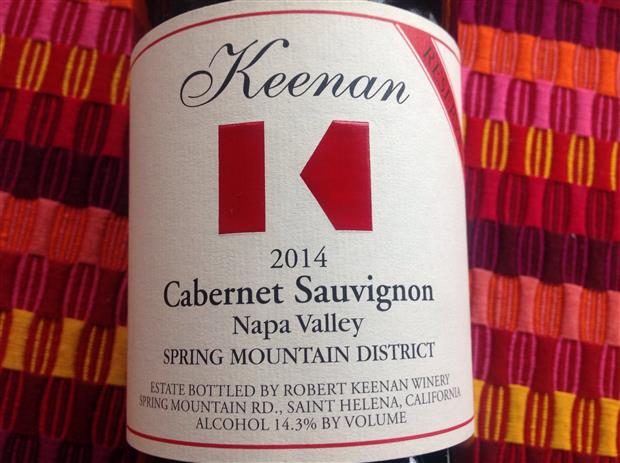 Keenan
K
2014
Cabernet Sauvignon
Napa Valley
SPRING MOUNTAIN DISTRICT
ESTATE BOTTLED BY ROBERT KEENAN WINERY
SPRING MOUNTAIN RD., SAINT HELENA, CALIFORNIA
ALCOHOL 14.3% BY VOLUME